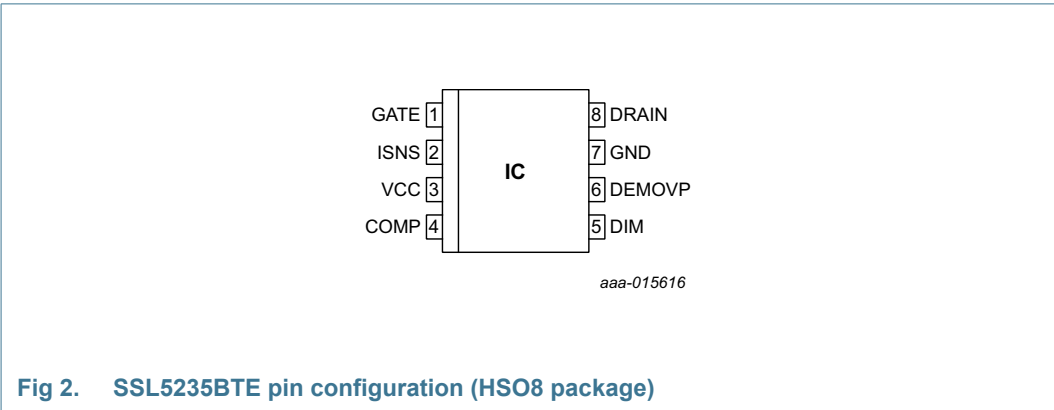 GATE 1 8 DRAIN
ISNS 2 7 GND
IC
VCC 3 6 DEMOVP
COMP 4 5 DIM
aaa-015616
Fig 2. SSL5235BTE pin configuration (HSO8 package)